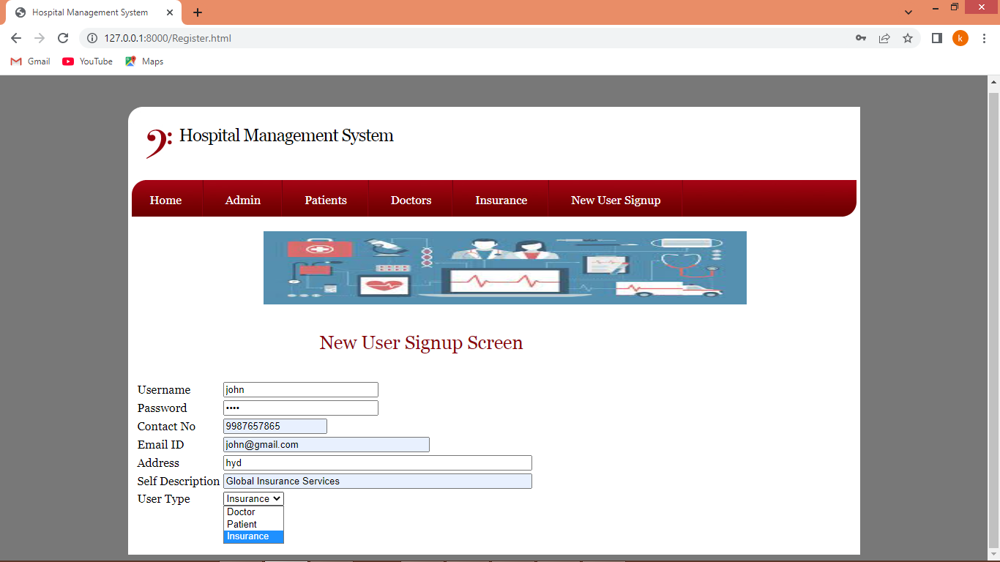 Hospital Management System
127.0.0.1:8000/Register.html
k
Gmail YouTube Maps
Hospital Management System
Home Admin Patients Doctors Insurance New User Signup
New User Signup Screen
Username john
Password ••••
Contact No 9987657865
Email ID john@gmail.com
Address hyd
Self Description Global Insurance Services
User Type Insurance
Doctor
Patient
Insurance